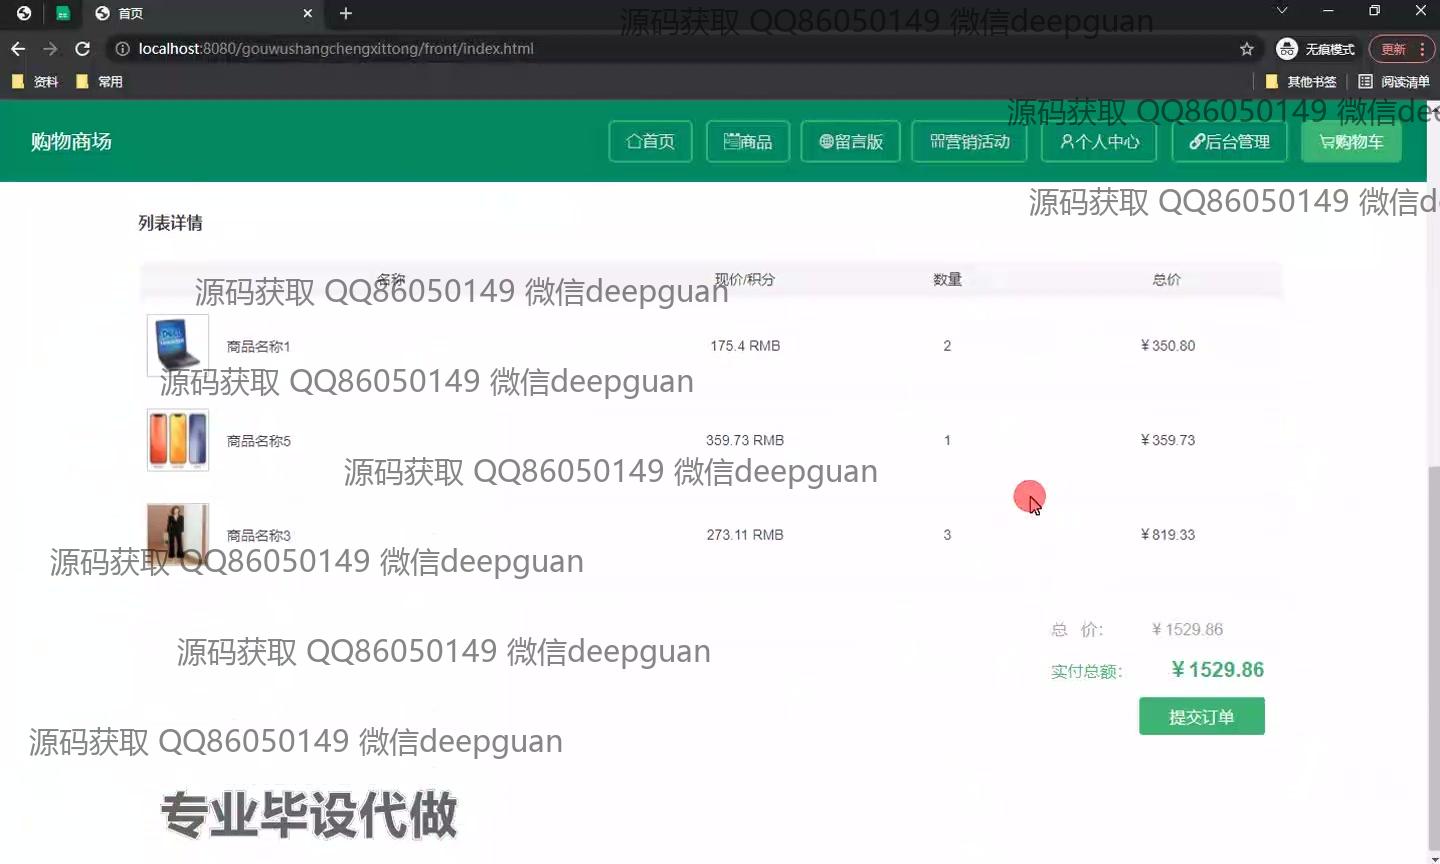 首页
源码获取 QQ86050149 微信deepguan
localhost:8080/gouwushangchengxittong/front/index.html
无痕模式
更新
资料
常用
其他书签
阅读清单
源码获取 QQ86050149 微信dee
购物商场
首页
商品
留言版
营销活动
个人中心
后台管理
购物车
源码获取 QQ86050149 微信d
列表详情
名称 现价/积分 数量 总价
源码获取 QQ86050149 微信deepguan
商品名称1 175.4 RMB 2 ￥350.80
源码获取 QQ86050149 微信deepguan
商品名称5 359.73 RMB 1 ￥359.73
源码获取 QQ86050149 微信deepguan
商品名称3 273.11 RMB 3 ￥819.33
源码获取 QQ86050149 微信deepguan
总 价： ￥1529.86
源码获取 QQ86050149 微信deepguan
实付总额： ￥1529.86
提交订单
源码获取 QQ86050149 微信deepguan
专业毕设代做